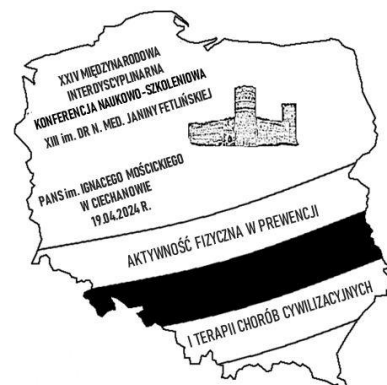 XXIV MIĘDZYNARODOWA
INTERDYSCYPLINARNA
KONFERENCJA NAUKOWO-SZKOLENIOWA
XIII im. DR N. MED. JANINY FETLIŃSKIEJ
PANS im. IGNACEGO MOŚCICKIEGO
W CIECHANOWIE
19.04.2024 R.
AKTYWNOŚĆ FIZYCZNA W PREWENCJI
I TERAPII CHORÓB CYWILIZACYJNYCH